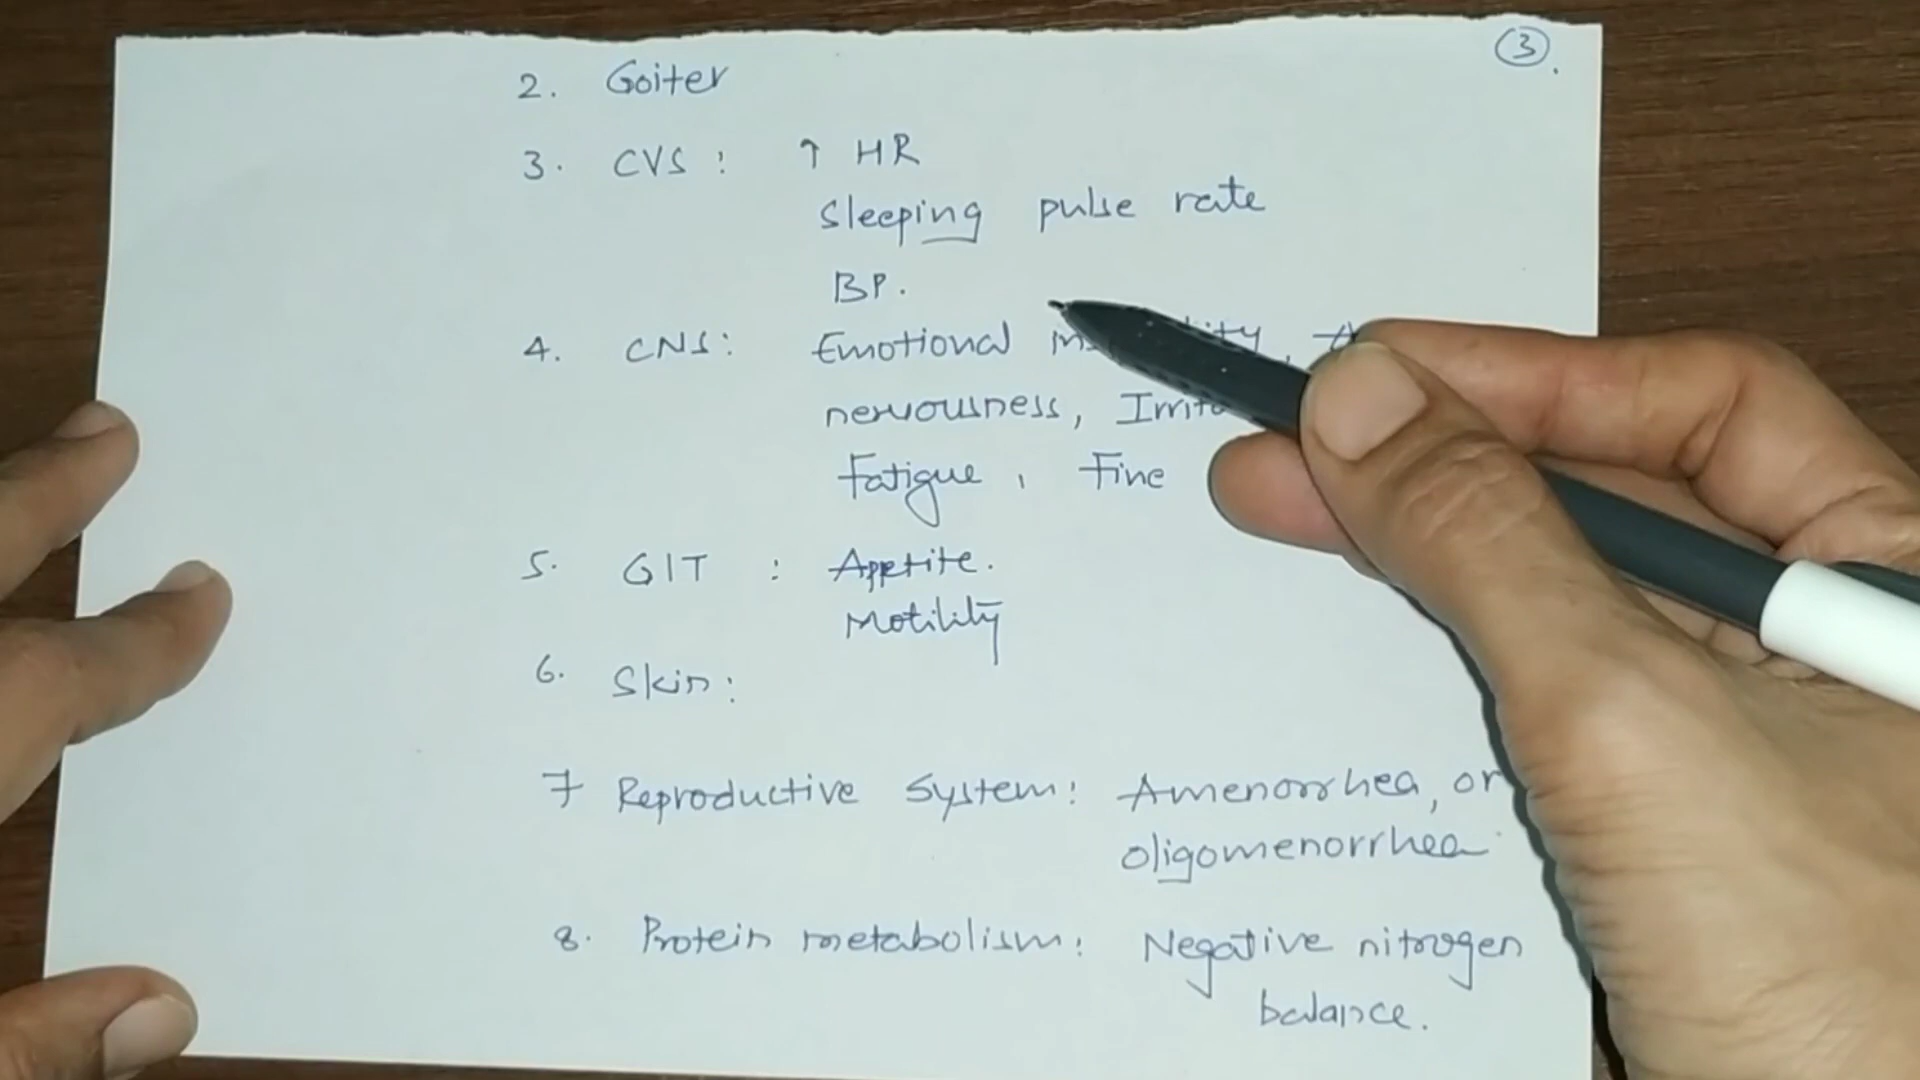 3.
2. Goiter
3. CVS : ↑ HR
Sleeping pulse rate
BP.
4. CNS: Emotional
nervousness,
Fatigue, Fine
5. GIT : Appetite.
Motility
6. Skin:
7 Reproductive System: Amenorrhea, or
oligomenorrhea
8. Protein metabolism: Negative nitrogen
balance.